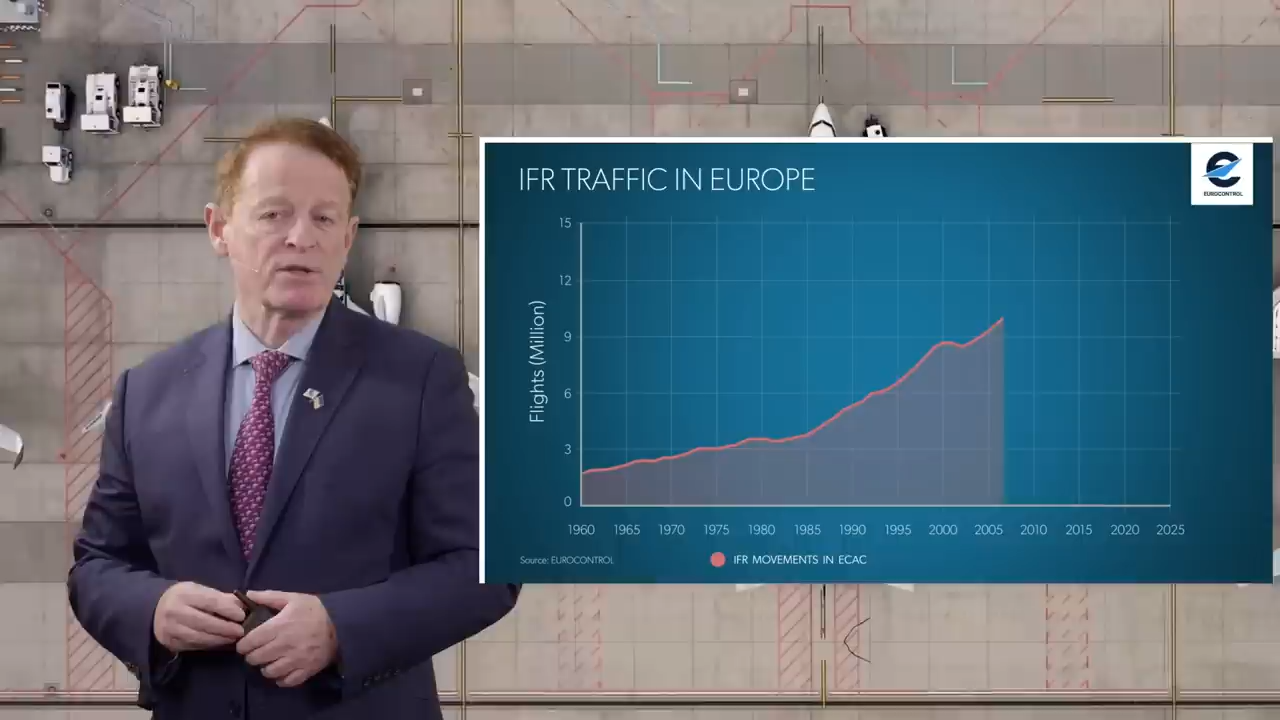 IFR TRAFFIC IN EUROPE
EUROCONTROL
15
12
9
6
3
0
Flights (Million)
1960 1965 1970 1975 1980 1985 1990 1995 2000 2005 2010 2015 2020 2025
Source: EUROCONTROL
IFR MOVEMENTS IN ECAC